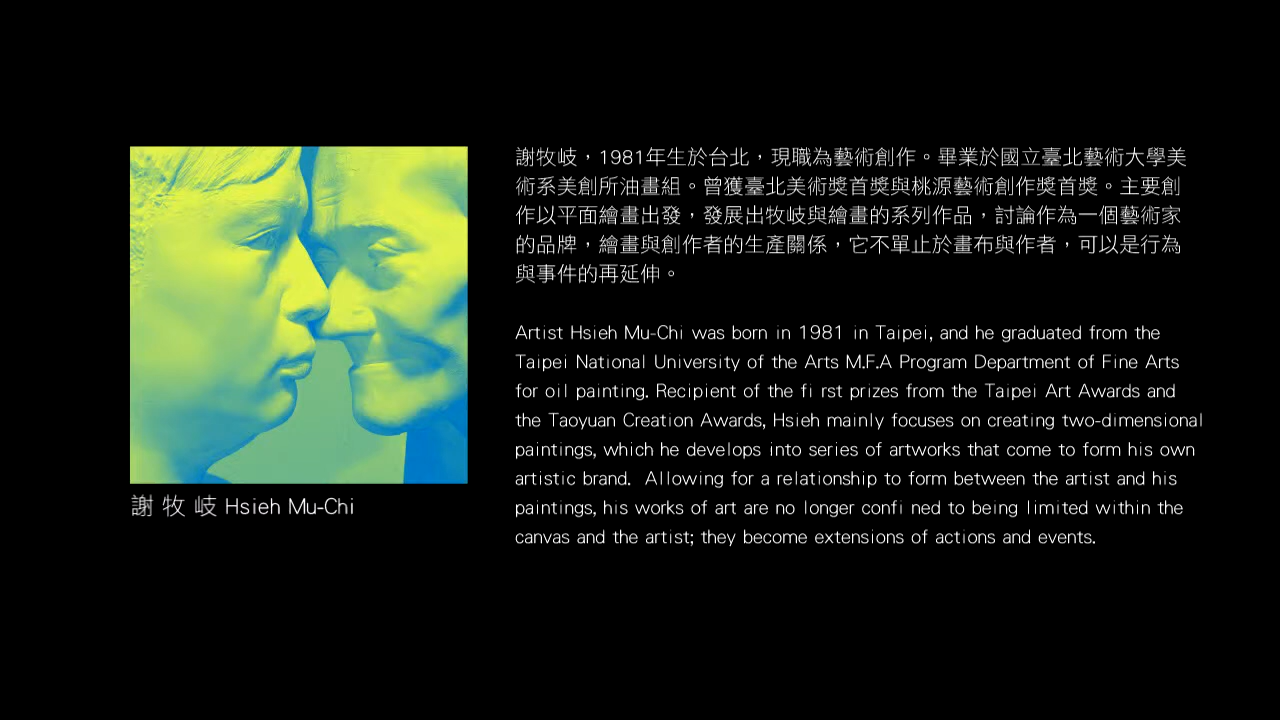 謝牧岐，1981年生於台北，現職為藝術創作。畢業於國立臺北藝術大學美
術系美創所油畫組。曾獲臺北美術獎首獎與桃源藝術創作獎首獎。主要創
作以平面繪畫出發，發展出牧岐與繪畫的系列作品，討論作為一個藝術家
的品牌，繪畫與創作者的生產關係，它不單止於畫布與作者，可以是行為
與事件的再延伸。
Artist Hsieh Mu-Chi was born in 1981 in Taipei, and he graduated from the
Taipei National University of the Arts M.F.A Program Department of Fine Arts
for oil painting. Recipient of the fi rst prizes from the Taipei Art Awards and
the Taoyuan Creation Awards, Hsieh mainly focuses on creating two-dimensional
paintings, which he develops into series of artworks that come to form his own
artistic brand.  Allowing for a relationship to form between the artist and his
paintings, his works of art are no longer confi ned to being limited within the
canvas and the artist; they become extensions of actions and events.
謝 牧 岐 Hsieh Mu-Chi